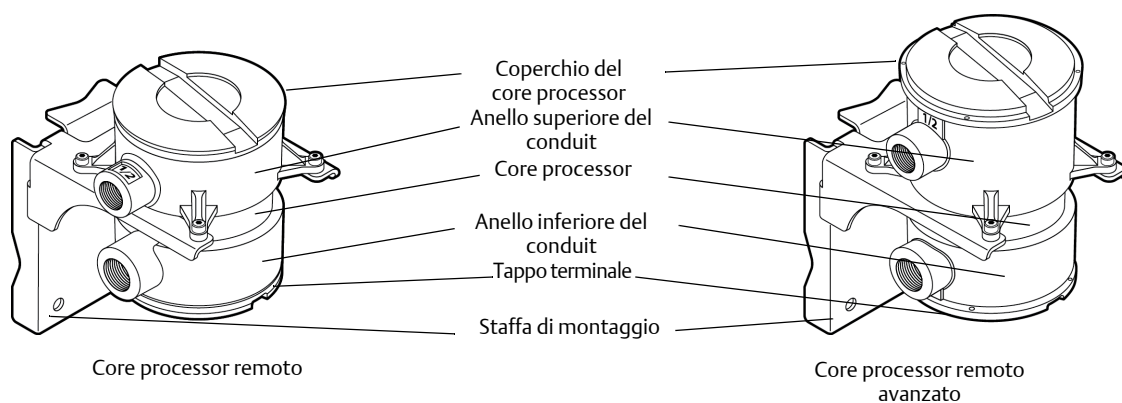 Coperchio del
core processor
Anello superiore del
conduit
Core processor
Anello inferiore del
conduit
Tappo terminale
Staffa di montaggio
1/2
1/2
Core processor remoto
Core processor remoto
avanzato